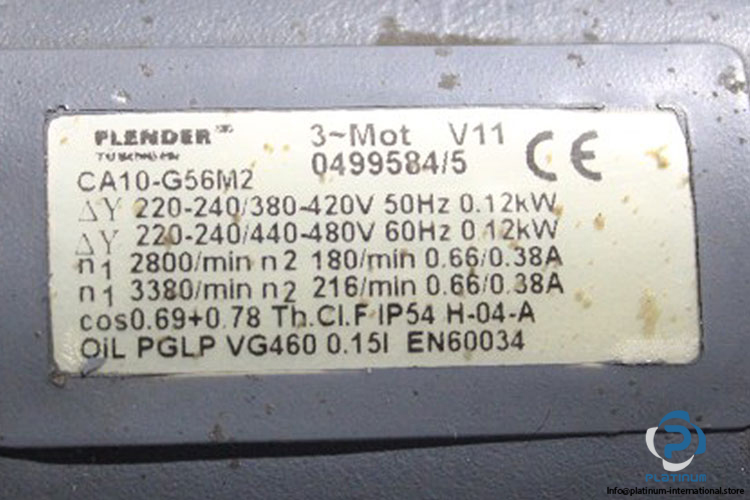 FLENDER
3~Mot V11
TÜBINGEN
0499584/5
CE
CA10-G56M2
ΔY 220-240/380-420V 50Hz 0.12kW
ΔY 220-240/440-480V 60Hz 0.12kW
n1 2800/min n2 180/min 0.66/0.38A
n1 3380/min n2 216/min 0.66/0.38A
cos0.69+0.78 Th.Cl.F IP54 H-04-A
OiL PGLP VG460 0.15l EN60034
PLATINUM
info@platinum-international.store